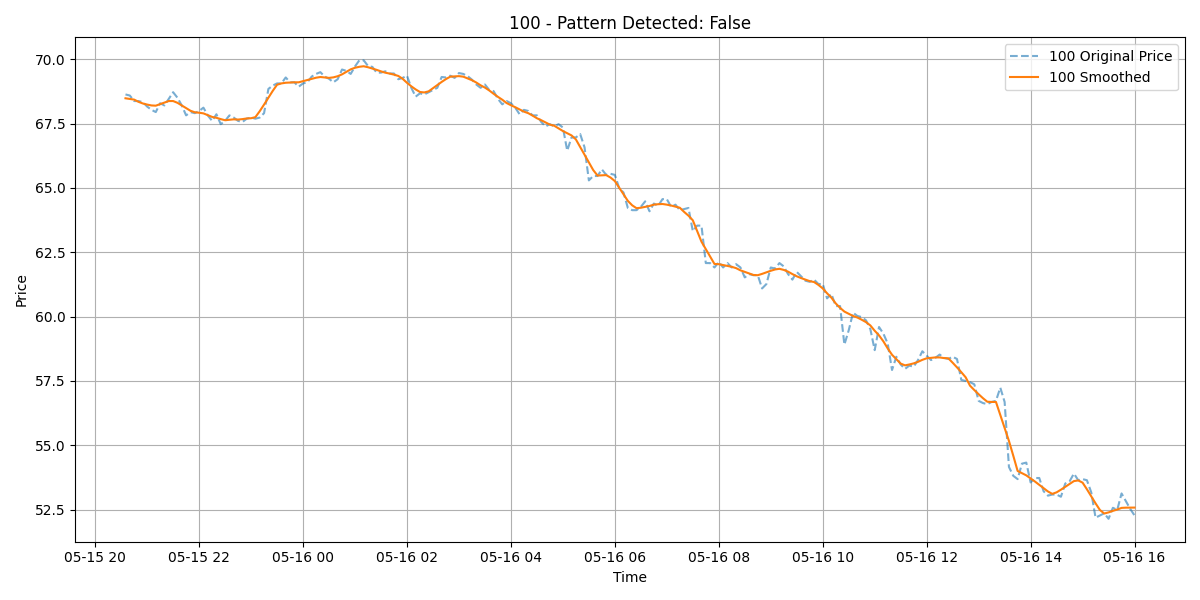 100 - Pattern Detected: False
100 Original Price
100 Smoothed
Price
70.0
67.5
65.0
62.5
60.0
57.5
55.0
52.5
05-15 20 05-15 22 05-16 00 05-16 02 05-16 04 05-16 06 05-16 08 05-16 10 05-16 12 05-16 14 05-16 16
Time